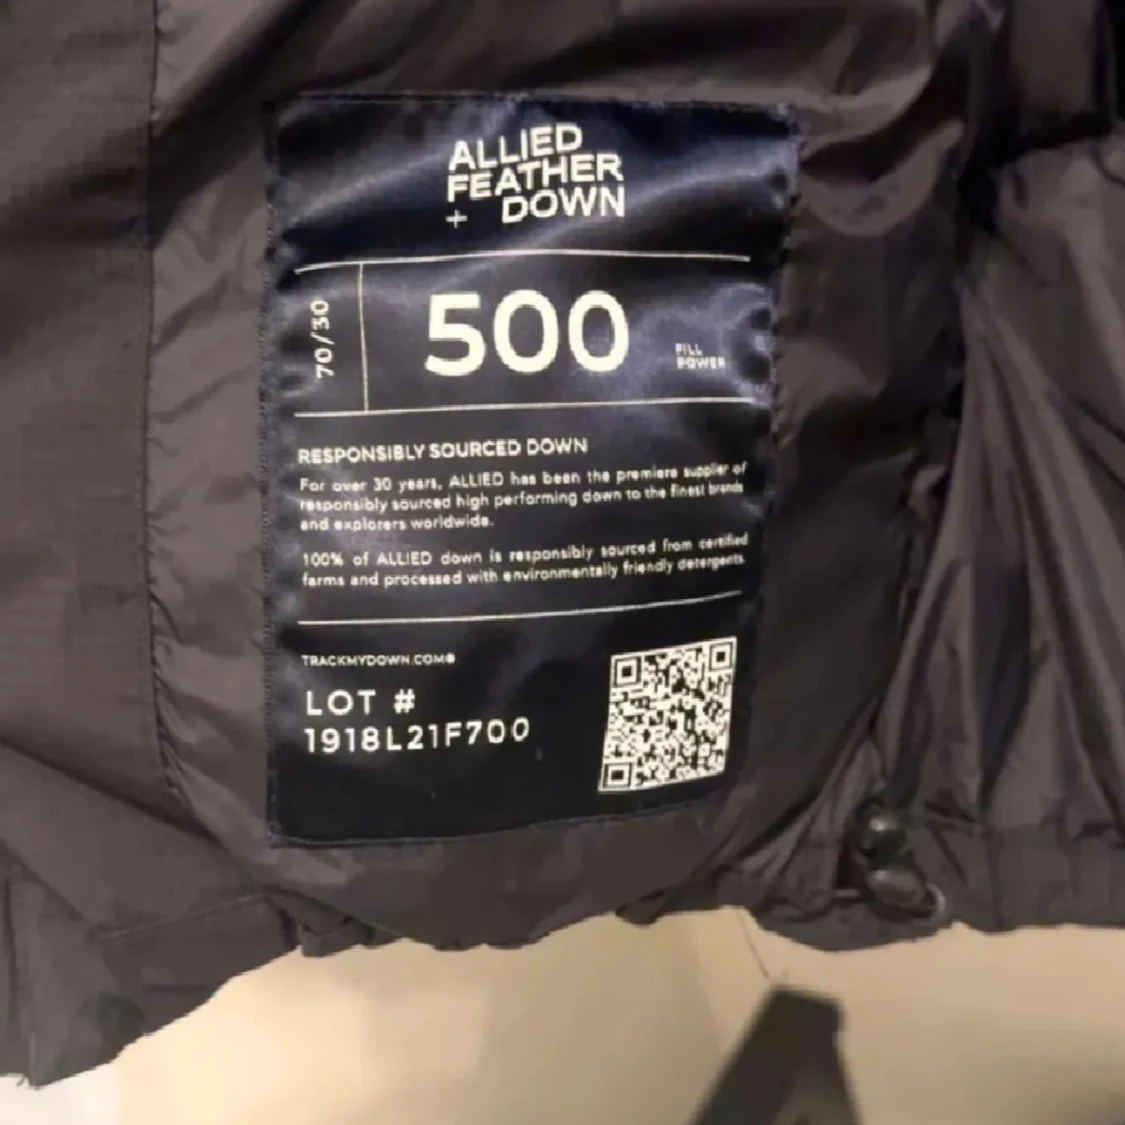 ALLIED
FEATHER
+ DOWN
70/30
500
FILL
POWER
RESPONSIBLY SOURCED DOWN
For over 30 years, ALLIED has been the premiere supplier of
responsibly sourced high performing down to the finest brands
and explorers worldwide.
100% of ALLIED down is responsibly sourced from certified
farms and processed with environmentally friendly detergents
TRACKMYDOWN.COM®
LOT #
1918L21F700